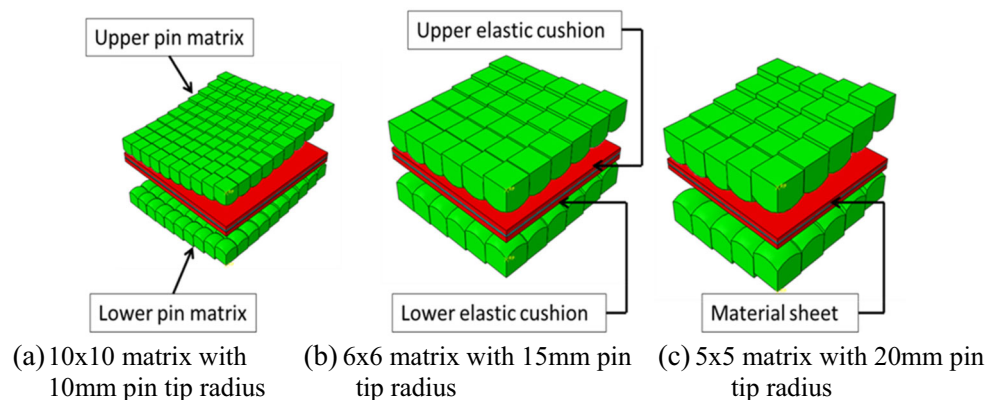 Upper pin matrix
Upper elastic cushion
Lower pin matrix
Lower elastic cushion
Material sheet
(a) 10x10 matrix with
10mm pin tip radius
(b) 6x6 matrix with 15mm pin
tip radius
(c) 5x5 matrix with 20mm pin
tip radius